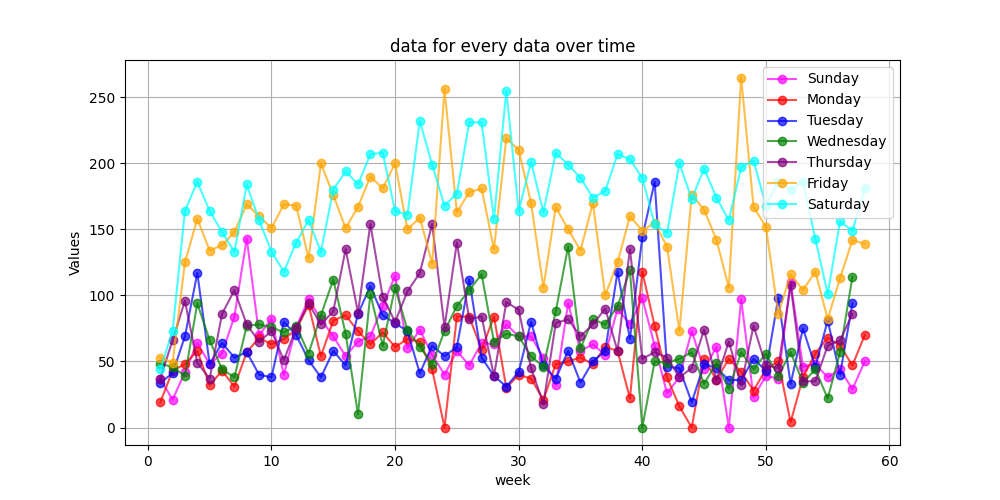 data for every data over time
Values
250
200
150
100
50
0
0 10 20 30 40 50 60
week
Sunday
Monday
Tuesday
Wednesday
Thursday
Friday
Saturday